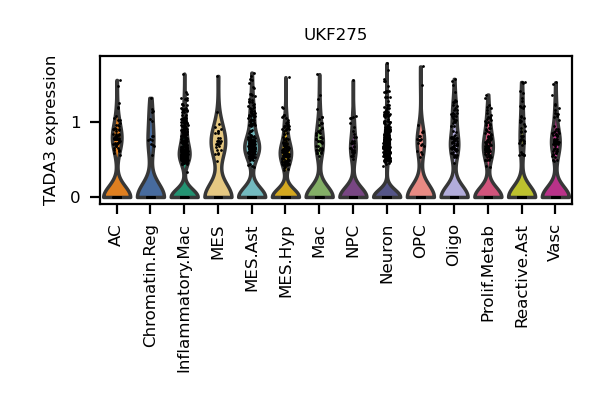 UKF275
TADA3 expression
1
0
AC
Chromatin.Reg
Inflammatory.Mac
MES
MES.Ast
MES.Hyp
Mac
NPC
Neuron
OPC
Oligo
Prolif.Metab
Reactive.Ast
Vasc